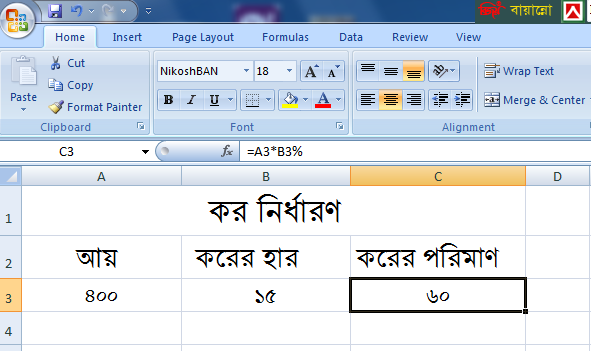 বায়ান্নো
Home Insert Page Layout Formulas Data Review View
Paste
Cut
Copy
Format Painter
Clipboard
NikoshBAN 18
B I U
Font
Wrap Text
Merge & Center
Alignment
C3 fx =A3*B3%
A B C D
1 কর নির্ধারণ
2 আয় করের হার করের পরিমাণ
3 ৪০০ ১৫ ৬০
4